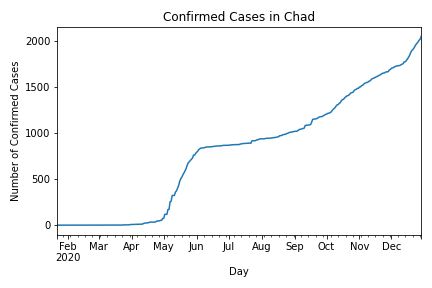 Confirmed Cases in Chad
Number of Confirmed Cases
2000
1500
1000
500
0
Feb Mar Apr May Jun Jul Aug Sep Oct Nov Dec
2020
Day